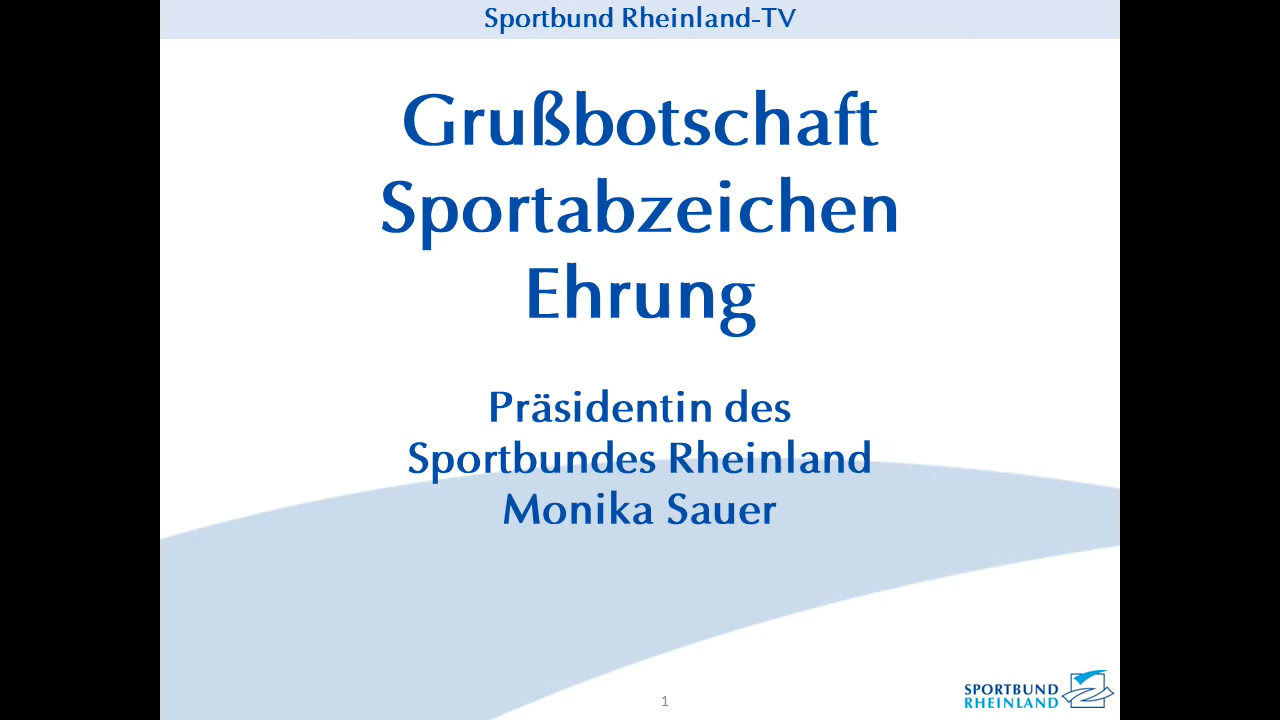 Sportbund Rheinland-TV
Grußbotschaft
Sportabzeichen
Ehrung
Präsidentin des
Sportbundes Rheinland
Monika Sauer
1
SPORTBUND
RHEINLAND